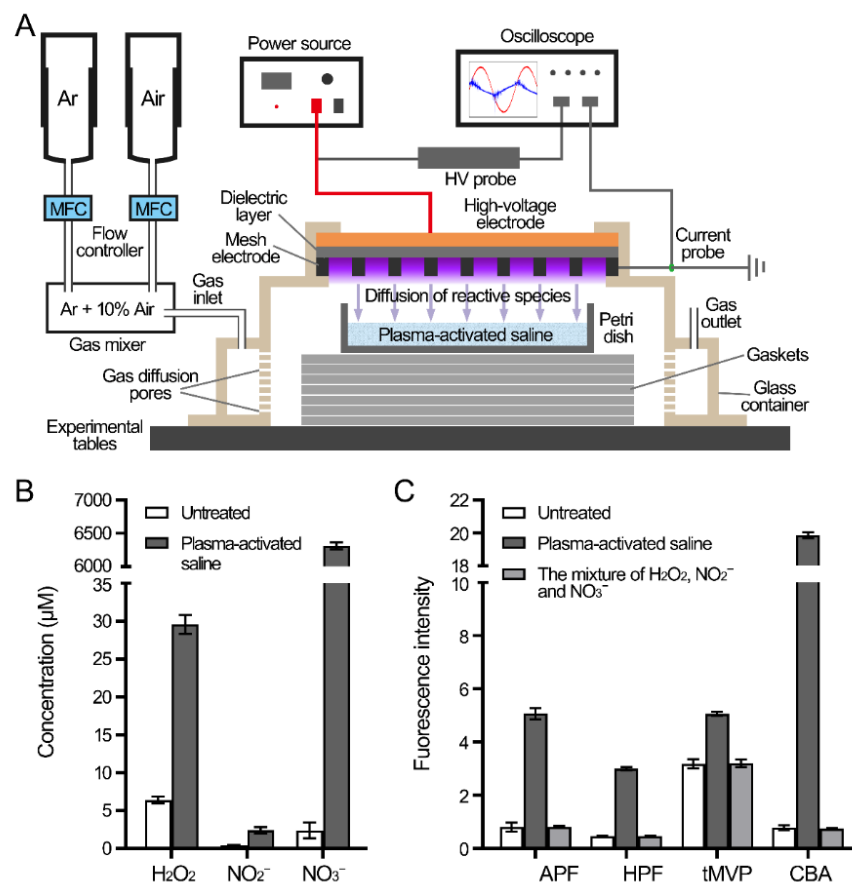 A
Ar
Air
Power source
Oscilloscope
MFC
MFC
HV probe
Flow
controller
Dielectric
layer
High-voltage
electrode
Mesh
electrode
Current
probe
Gas
inlet
Diffusion of reactive species
Ar + 10% Air
Gas mixer
Plasma-activated saline
Petri
dish
Gas
outlet
Gas diffusion
pores
Gaskets
Glass
container
Experimental
tables
B
Untreated
Plasma-activated
saline
Concentration (μM)
7000
6500
6000
35
30
25
20
15
10
5
0
H₂O₂
NO₂⁻
NO₃⁻
C
Untreated
Plasma-activated saline
The mixture of H₂O₂, NO₂⁻
and NO₃⁻
Fuorescence intensity
22
20
18
10
8
6
4
2
0
APF
HPF
tMVP
CBA